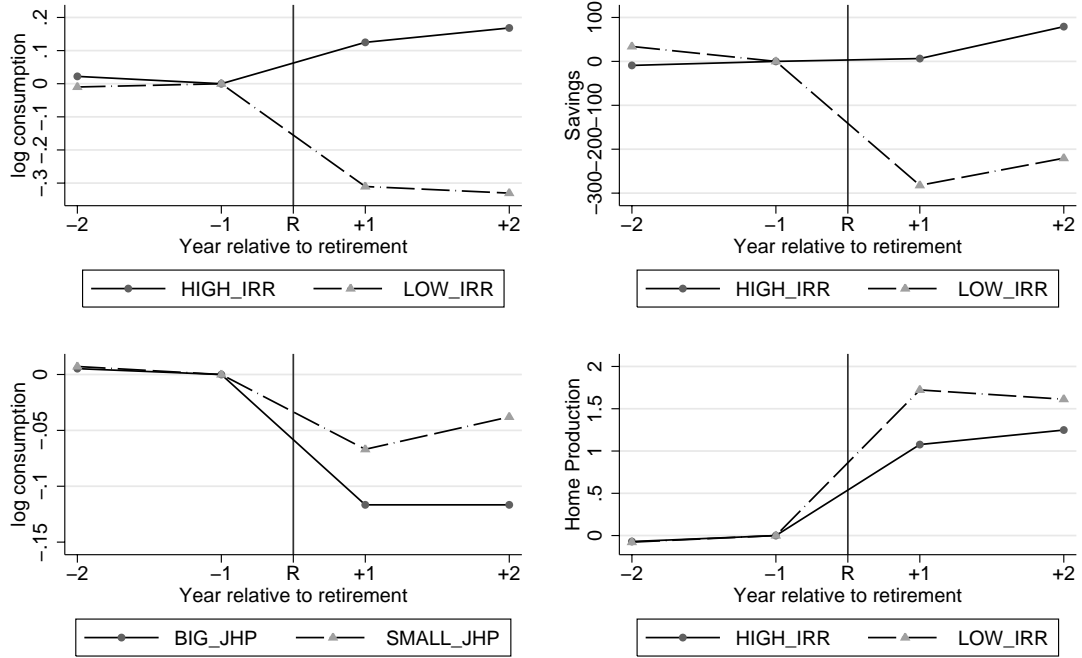 log consumption
.2
.1
0
-.1
-.2
-.3
−2 −1 R +1 +2
Year relative to retirement
HIGH_IRR LOW_IRR
Savings
100
0
-100
-200
-300
−2 −1 R +1 +2
Year relative to retirement
HIGH_IRR LOW_IRR
log consumption
0
-.05
-.1
-.15
−2 −1 R +1 +2
Year relative to retirement
BIG_JHP SMALL_JHP
Home Production
2
1.5
1
.5
0
−2 −1 R +1 +2
Year relative to retirement
HIGH_IRR LOW_IRR